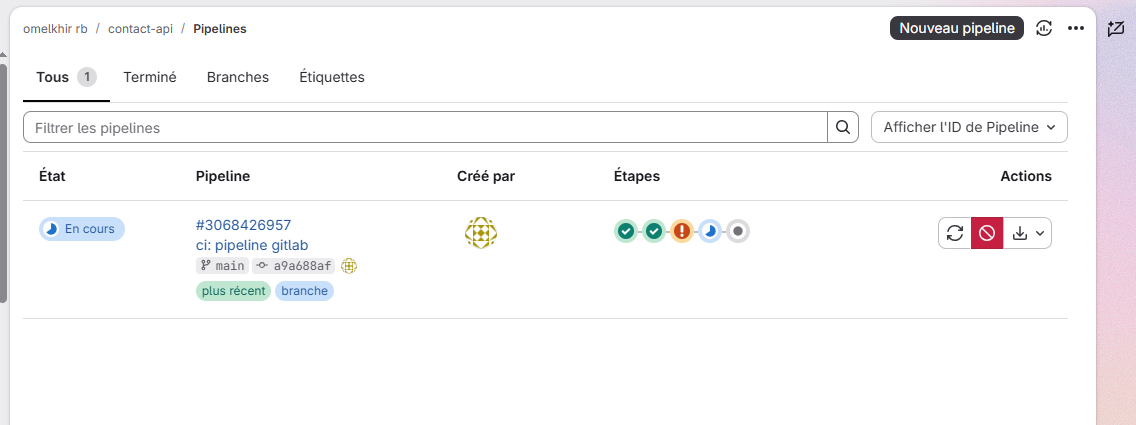 omelkhir rb / contact-api / Pipelines
Nouveau pipeline
Tous 1 Terminé Branches Étiquettes
Filtrer les pipelines
Afficher l'ID de Pipeline
État Pipeline Créé par Étapes Actions
En cours
#3068426957
ci: pipeline gitlab
main a9a688af
plus récent branche